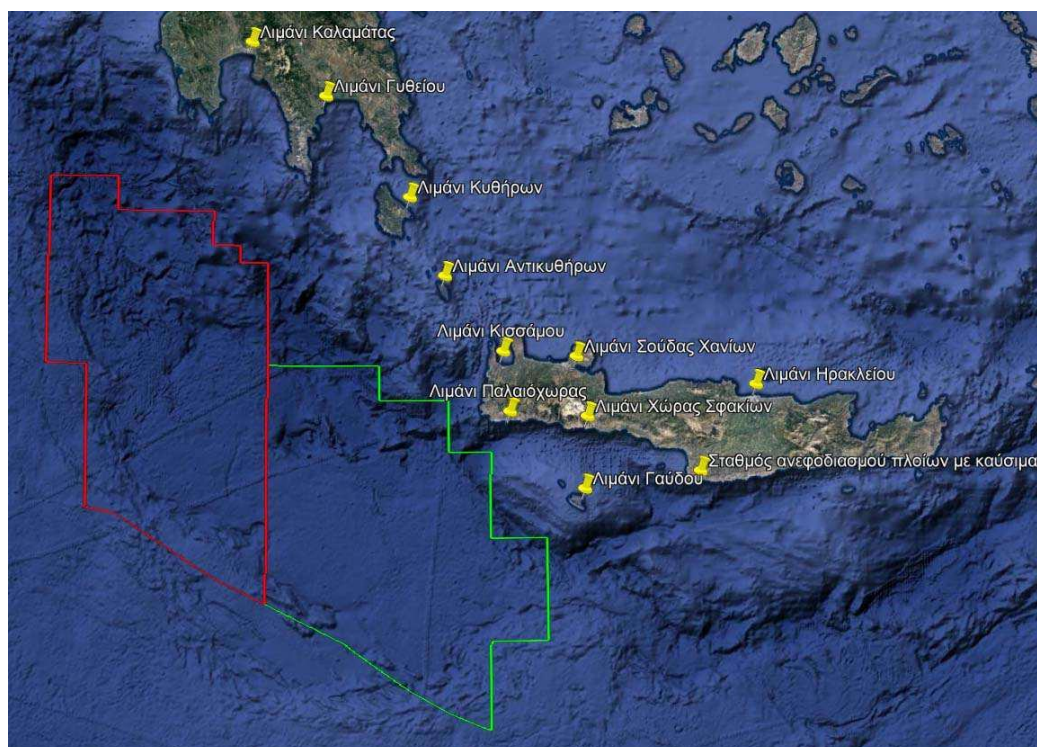 Λιμάνι Καλαμάτας
Λιμάνι Γυθείου
Λιμάνι Κυθήρων
Λιμάνι Αντικυθήρων
Λιμάνι Κισσάμου
Λιμάνι Σούδας Χανίων
Λιμάνι Ηρακλείου
Λιμάνι Παλαιόχωρας
Λιμάνι Χώρας Σφακίων
Σταθμός ανεφοδιασμού πλοίων με καύσιμα
Λιμάνι Γαύδου